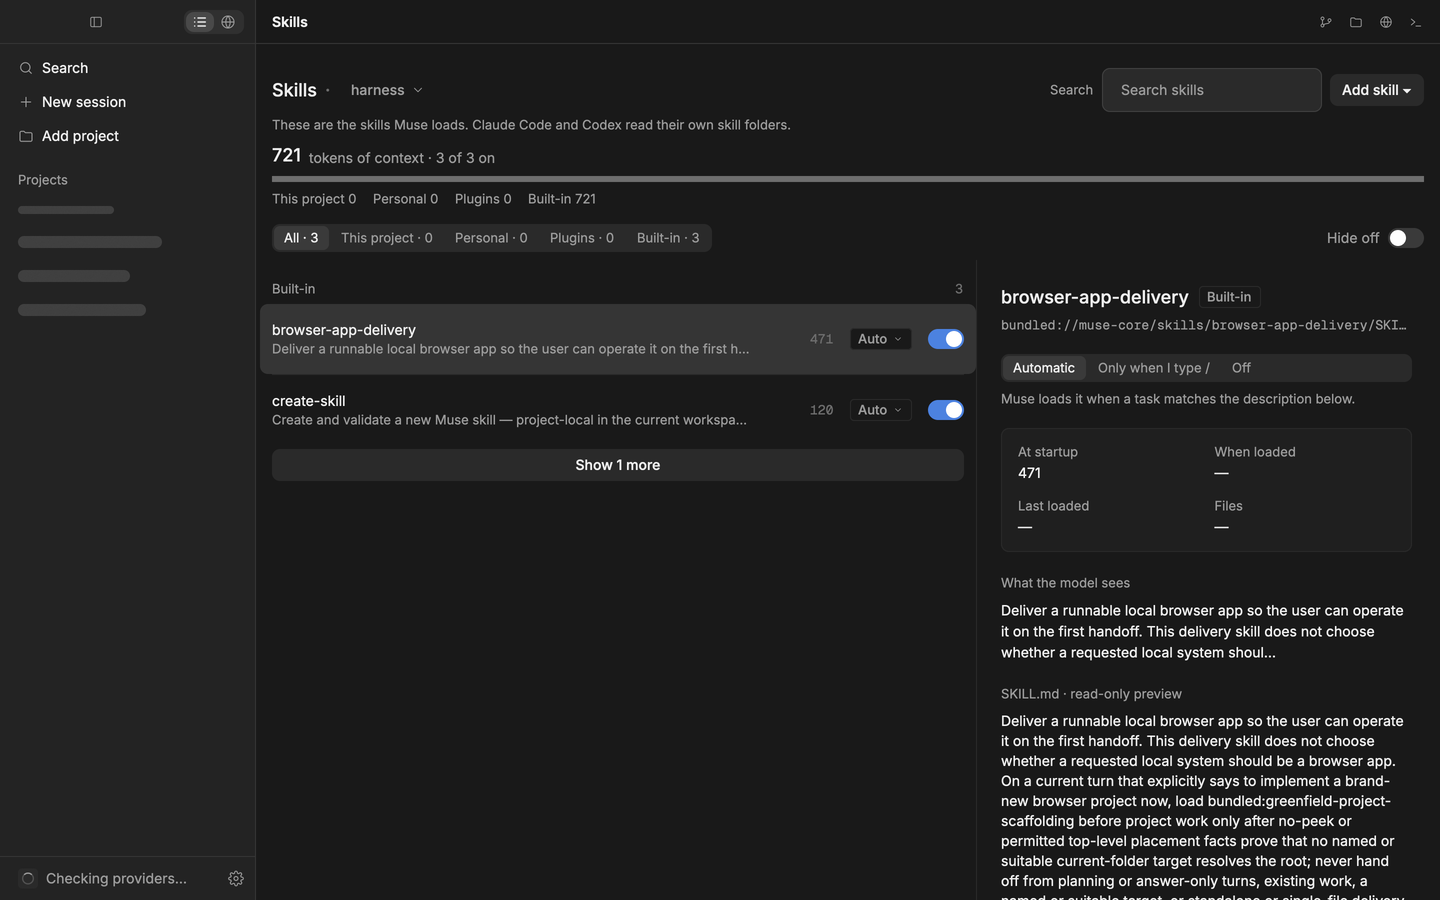 Skills
Search
New session
Add project
Projects
Checking providers...
Skills · harness
Search
Search skills
Add skill
These are the skills Muse loads. Claude Code and Codex read their own skill folders.
721 tokens of context · 3 of 3 on
This project 0 Personal 0 Plugins 0 Built-in 721
All · 3 This project · 0 Personal · 0 Plugins · 0 Built-in · 3
Hide off
Built-in 3
browser-app-delivery
Deliver a runnable local browser app so the user can operate it on the first h...
471 Auto
create-skill
Create and validate a new Muse skill — project-local in the current workspa...
120 Auto
Show 1 more
browser-app-delivery Built-in
bundled://muse-core/skills/browser-app-delivery/SKI...
Automatic Only when I type / Off
Muse loads it when a task matches the description below.
At startup When loaded
471 —
Last loaded Files
— —
What the model sees
Deliver a runnable local browser app so the user can operate
it on the first handoff. This delivery skill does not choose
whether a requested local system shoul...
SKILL.md · read-only preview
Deliver a runnable local browser app so the user can operate
it on the first handoff. This delivery skill does not choose
whether a requested local system should be a browser app.
On a current turn that explicitly says to implement a brand-
new browser project now, load bundled:greenfield-project-
scaffolding before project work only after no-peek or
permitted top-level placement facts prove that no named or
suitable current-folder target resolves the root; never hand
off from planning or answer-only turns, existing work, a
named or suitable target, or standalone or single-file delivery